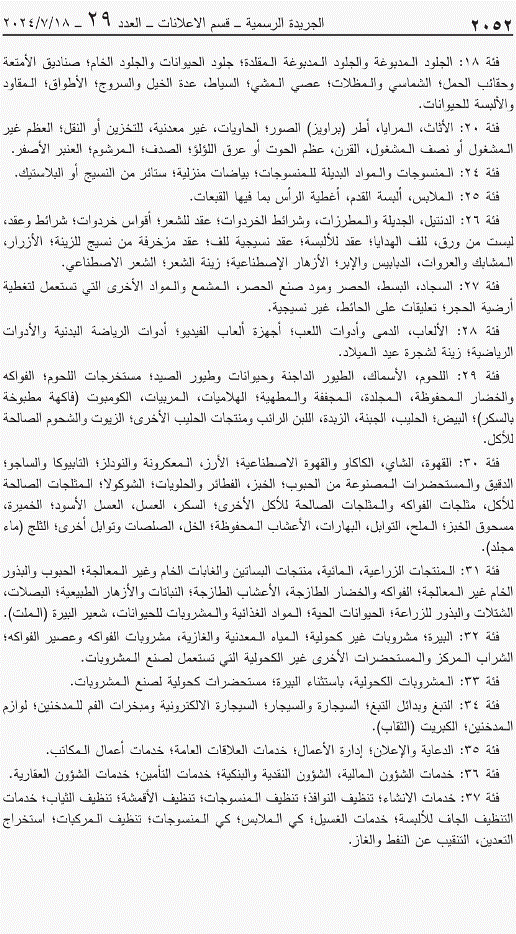 ٢٠٥٢
الجريدة الرسمية ــ قسم الاعلانات ــ العدد ٢٩ ــ ٢٠٢٤/٧/١٨
فئة ١٨: الجلود المدبوغة والجلود المدبوغة المقلدة؛ جلود الحيوانات والجلود الخام؛ صناديق الأمتعة
وحقائب الحمل؛ الشماسي والمظلات؛ عصي المشي؛ السياط، عدة الخيل والسروج؛ الأطواق؛ المقاود
والألبسة للحيوانات.
فئة ٢٠: الأثاث، المرايا، أطر (براويز) الصور؛ الحاويات، غير معدنية، للتخزين أو النقل؛ العظم غير
المشغول أو نصف المشغول، القرن، عظم الحوت أو عرق اللؤلؤ؛ الصدف؛ المرشوم؛ العنبر الأصفر.
فئة ٢٤: المنسوجات والمواد البديلة للمنسوجات؛ بياضات منزلية؛ ستائر من النسيج أو البلاستيك.
فئة ٢٥: الملابس، ألبسة القدم، أغطية الرأس بما فيها القبعات.
فئة ٢٦: الدنتيل، الجديلة والمطرزات، وشرائط الخردوات؛ عقد للشعر؛ أقواس خردوات؛ شرائط وعقد،
ليست من ورق، للف الهدايا؛ عقد للألبسة؛ عقد نسيجية للف؛ عقد مزخرفة من نسيج للزينة؛ الأزرار،
المشابك والعروات، الدبابيس والإبر؛ الأزهار الإصطناعية؛ زينة الشعر؛ الشعر الاصطناعي.
فئة ٢٧: السجاد، البسط، الحصر ومود صنع الحصر، المشمع والمواد الأخرى التي تستعمل لتغطية
أرضية الحجر؛ تعليقات على الحائط، غير نسيجية.
فئة ٢٨: الألعاب، الدمى وأدوات اللعب؛ أجهزة ألعاب الفيديو؛ أدوات الرياضة البدنية والأدوات
الرياضية؛ زينة لشجرة عيد الميلاد.
فئة ٢٩: اللحوم، الأسماك، الطيور الداجنة وحيوانات وطيور الصيد؛ مستخرجات اللحوم؛ الفواكه
والخضار المحفوظة، المجلدة، المجففة والمطهية؛ الهلاميات، المربيات، الكومبوت (فاكهة مطبوخة
بالسكر)؛ البيض؛ الحليب، الجبنة، الزبدة، اللبن الرائب ومنتجات الحليب الأخرى؛ الزيوت والشحوم الصالحة
للأكل.
فئة ٣٠: القهوة، الشاي، الكاكاو والقهوة الاصطناعية؛ الأرز، المعكرونة والنودلز؛ التابيوكا والساجو؛
الدقيق والمستحضرات المصنوعة من الحبوب؛ الخبز، الفطائر والحلويات؛ الشوكولا؛ المثلجات الصالحة
للأكل، مثلجات الفواكه والمثلجات الصالحة للأكل الأخرى؛ السكر، العسل، العسل الأسود؛ الخميرة،
مسحوق الخبز؛ الملح، التوابل، البهارات، الأعشاب المحفوظة؛ الخل، الصلصات وتوابل أخرى؛ الثلج (ماء
مجلد).
فئة ٣١: المنتجات الزراعية، المائية، منتجات البساتين والغابات الخام وغير المعالجة؛ الحبوب والبذور
الخام غير المعالجة؛ الفواكه والخضار الطازجة، الأعشاب الطازجة؛ النباتات والأزهار الطبيعية؛ البصلات،
الشتلات والبذور للزراعة؛ الحيوانات الحية؛ المواد الغذائية والمشروبات للحيوانات، شعير البيرة (الملت).
فئة ٣٢: البيرة؛ مشروبات غير كحولية؛ المياه المعدنية والغازية، مشروبات الفواكه وعصير الفواكه؛
الشراب المركز والمستحضرات الأخرى غير الكحولية التي تستعمل لصنع المشروبات.
فئة ٣٣: المشروبات الكحولية، باستثناء البيرة؛ مستحضرات كحولية لصنع المشروبات.
فئة ٣٤: التبغ وبدائل التبغ؛ السيجارة والسيجار؛ السيجارة الالكترونية ومبخرات الفم للمدخنين؛ لوازم
المدخنين؛ الكبريت (الثقاب).
فئة ٣٥: الدعاية والإعلان؛ إدارة الأعمال؛ خدمات العلاقات العامة؛ خدمات أعمال المكاتب.
فئة ٣٦: خدمات الشؤون المالية، الشؤون النقدية والبنكية؛ خدمات التأمين؛ خدمات الشؤون العقارية.
فئة ٣٧: خدمات الانشاء؛ تنظيف النوافذ؛ تنظيف المنسوجات؛ تنظيف الأقمشة؛ تنظيف الثياب؛ خدمات
التنظيف الجاف للألبسة؛ خدمات الغسيل؛ كي الملابس؛ كي المنسوجات؛ تنظيف المركبات؛ استخراج
التعدين، التنقيب عن النفط والغاز.